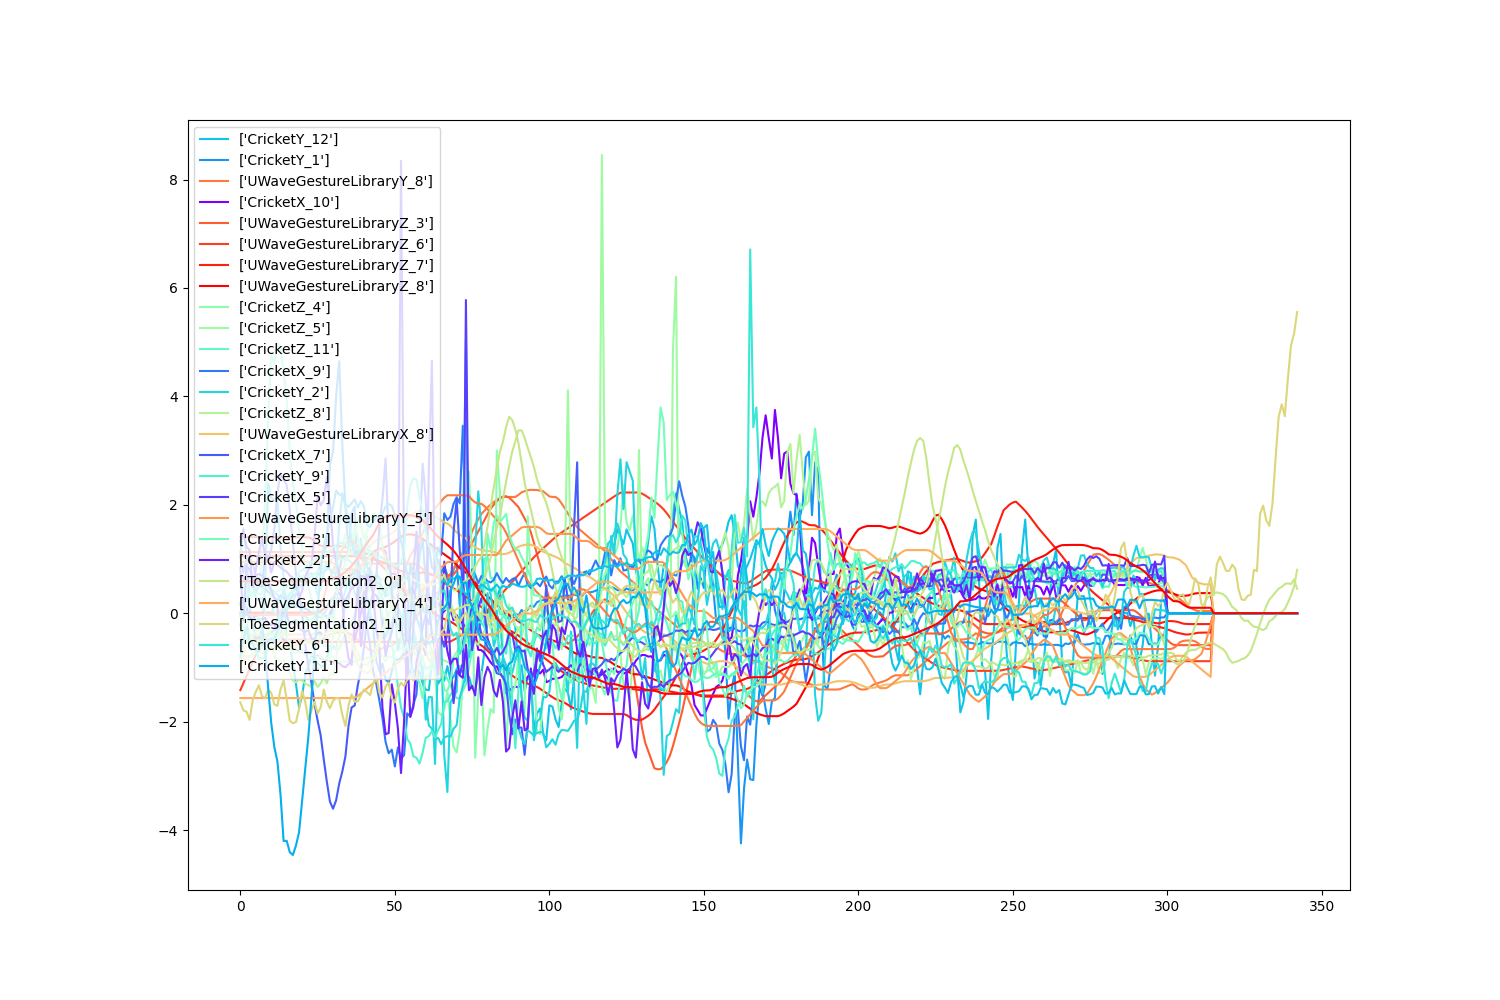 ['CricketY_12']
['CricketY_1']
['UWaveGestureLibraryY_8']
['CricketX_10']
['UWaveGestureLibraryZ_3']
['UWaveGestureLibraryZ_6']
['UWaveGestureLibraryZ_7']
['UWaveGestureLibraryZ_8']
['CricketZ_4']
['CricketZ_5']
['CricketZ_11']
['CricketX_9']
['CricketY_2']
['CricketZ_8']
['UWaveGestureLibraryX_8']
['CricketX_7']
['CricketY_9']
['CricketX_5']
['UWaveGestureLibraryY_5']
['CricketZ_3']
['CricketX_2']
['ToeSegmentation2_0']
['UWaveGestureLibraryY_4']
['ToeSegmentation2_1']
['CricketY_6']
['CricketY_11']
8
6
4
2
0
−2
−4
0 50 100 150 200 250 300 350